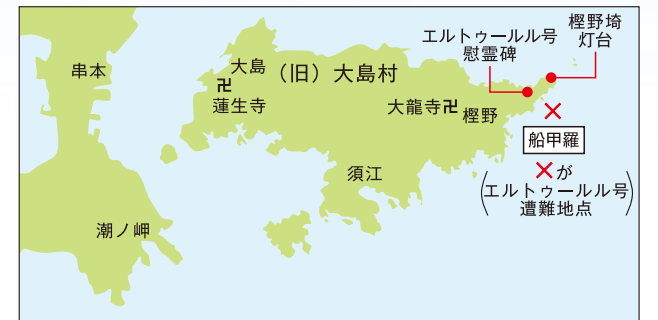 樫野埼
灯台
エルトゥールル号
慰霊碑
串本
大島
(旧)大島村
卍
蓮生寺
大龍寺卍
樫野
船甲羅
×が
(エルトゥールル号
遭難地点)
須江
潮ノ岬